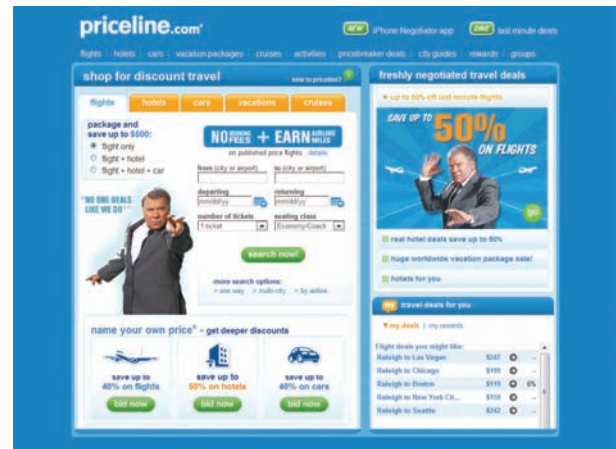 priceline.com
NEW iPhone Negotiator app
last minute deals
flights hotels cars vacation packages cruises activities pricebreaker deals city guides rewards groups
shop for discount travel
new to priceline?
flights hotels cars vacations cruises
package and
save up to $500:
flight only
flight + hotel
flight + hotel + car
NO BOOKING FEES + EARN AIRLINE MILES
on published price flights details
from (city or airport) to (city or airport)
departing returning
mm/dd/yy mm/dd/yy
number of tickets seating class
1 ticket Economy/Coach
search now!
more search options:
> one way > multi-city > by airline
"NO ONE DEALS
LIKE WE DO"
name your own price® - get deeper discounts
save up to
40% on flights
bid now
save up to
50% on hotels
bid now
save up to
40% on cars
bid now
freshly negotiated travel deals
up to 50% off last minute flights
SAVE UP TO
50%
ON FLIGHTS
go
real hotel deals save up to 50%
huge worldwide vacation package sale!
hotels for you
my travel deals for you
my deals | my rewards
Flight deals you might like:
Raleigh to Las Vegas $247 --
Raleigh to Chicago --
Raleigh to Boston 6%
Raleigh to New York Cit... --
Raleigh to Seattle $242 --